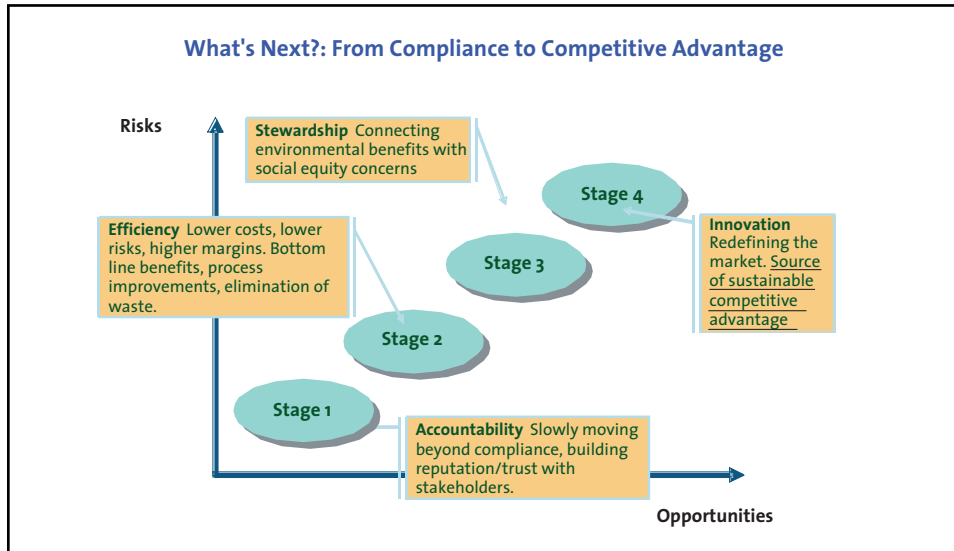 What's Next?: From Compliance to Competitive Advantage
Risks
Stewardship Connecting
environmental benefits with
social equity concerns
Stage 4
Efficiency Lower costs, lower
risks, higher margins. Bottom
line benefits, process
improvements, elimination of
waste.
Innovation
Redefining the
market. Source
of sustainable
competitive
advantage
Stage 3
Stage 2
Stage 1
Accountability Slowly moving
beyond compliance, building
reputation/trust with
stakeholders.
Opportunities